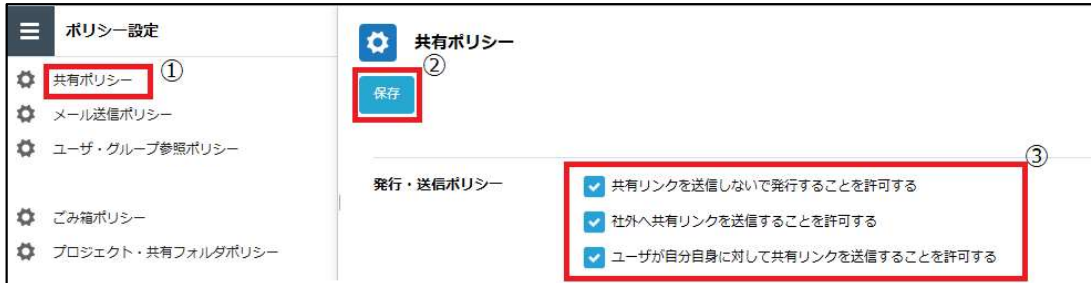 ポリシー設定
共有ポリシー ①
メール送信ポリシー
ユーザ・グループ参照ポリシー
ごみ箱ポリシー
プロジェクト・共有フォルダポリシー
共有ポリシー
②
保存
③
発行・送信ポリシー
共有リンクを送信しないで発行することを許可する
社外へ共有リンクを送信することを許可する
ユーザが自分自身に対して共有リンクを送信することを許可する